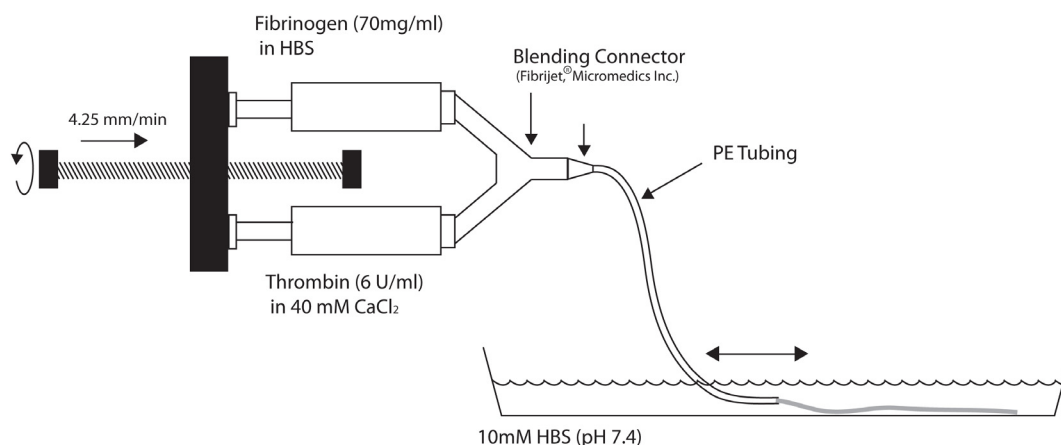 Fibrinogen (70mg/ml)
in HBS
Blending Connector
(Fibrijet,® Micromedics Inc.)
4.25 mm/min
PE Tubing
Thrombin (6 U/ml)
in 40 mM CaCl₂
10mM HBS (pH 7.4)